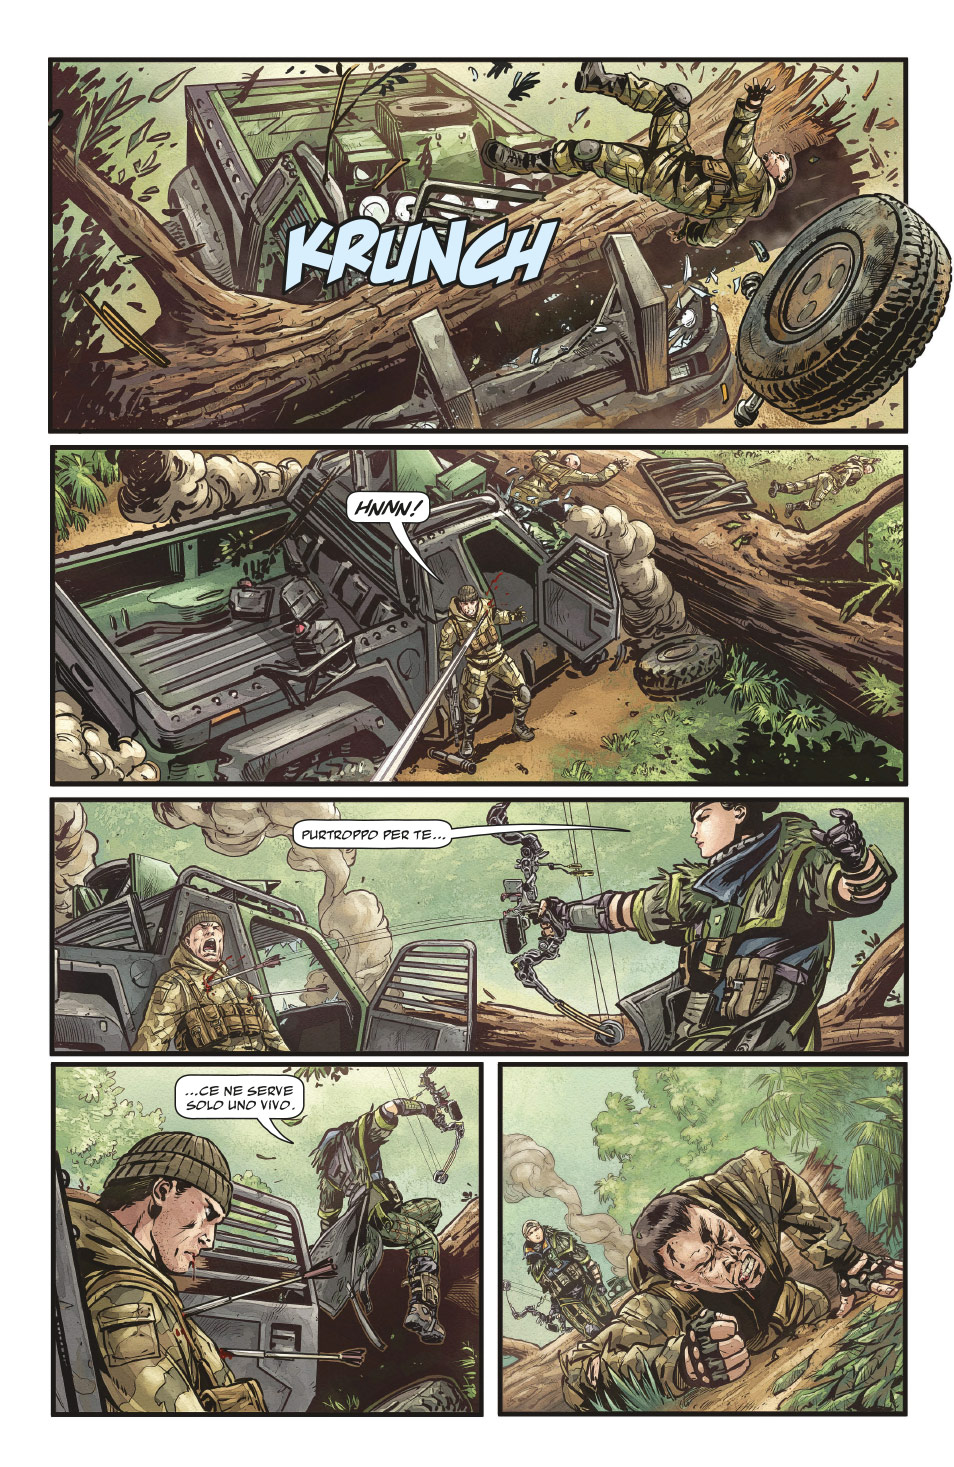 KRUNCH
HNNN!
PURTROPPO PER TE...
...CE NE SERVE
SOLO UNO VIVO.